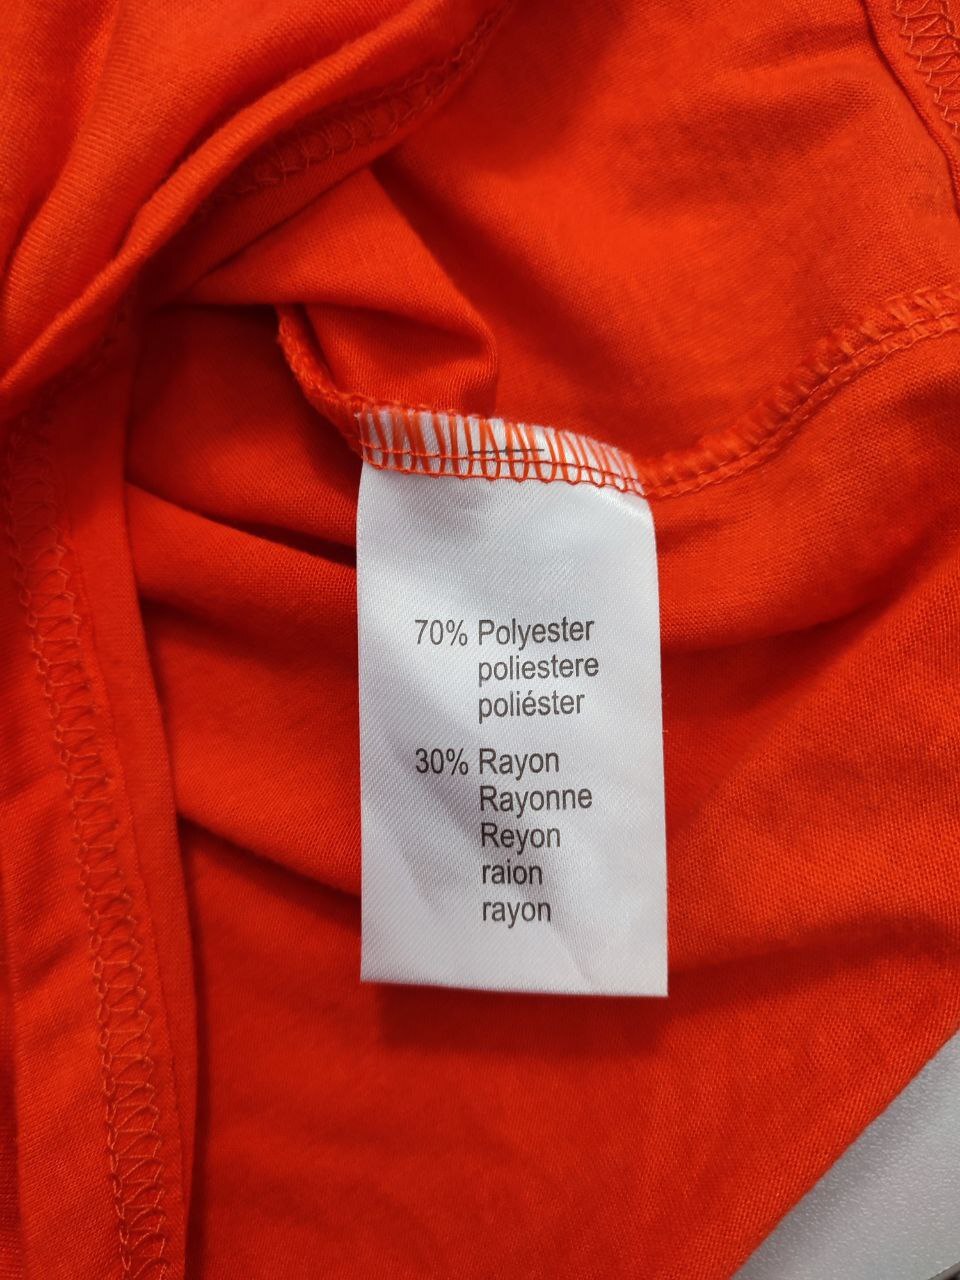 70% Polyester
poliestere
poliéster
30% Rayon
Rayonne
Reyon
raion
rayon